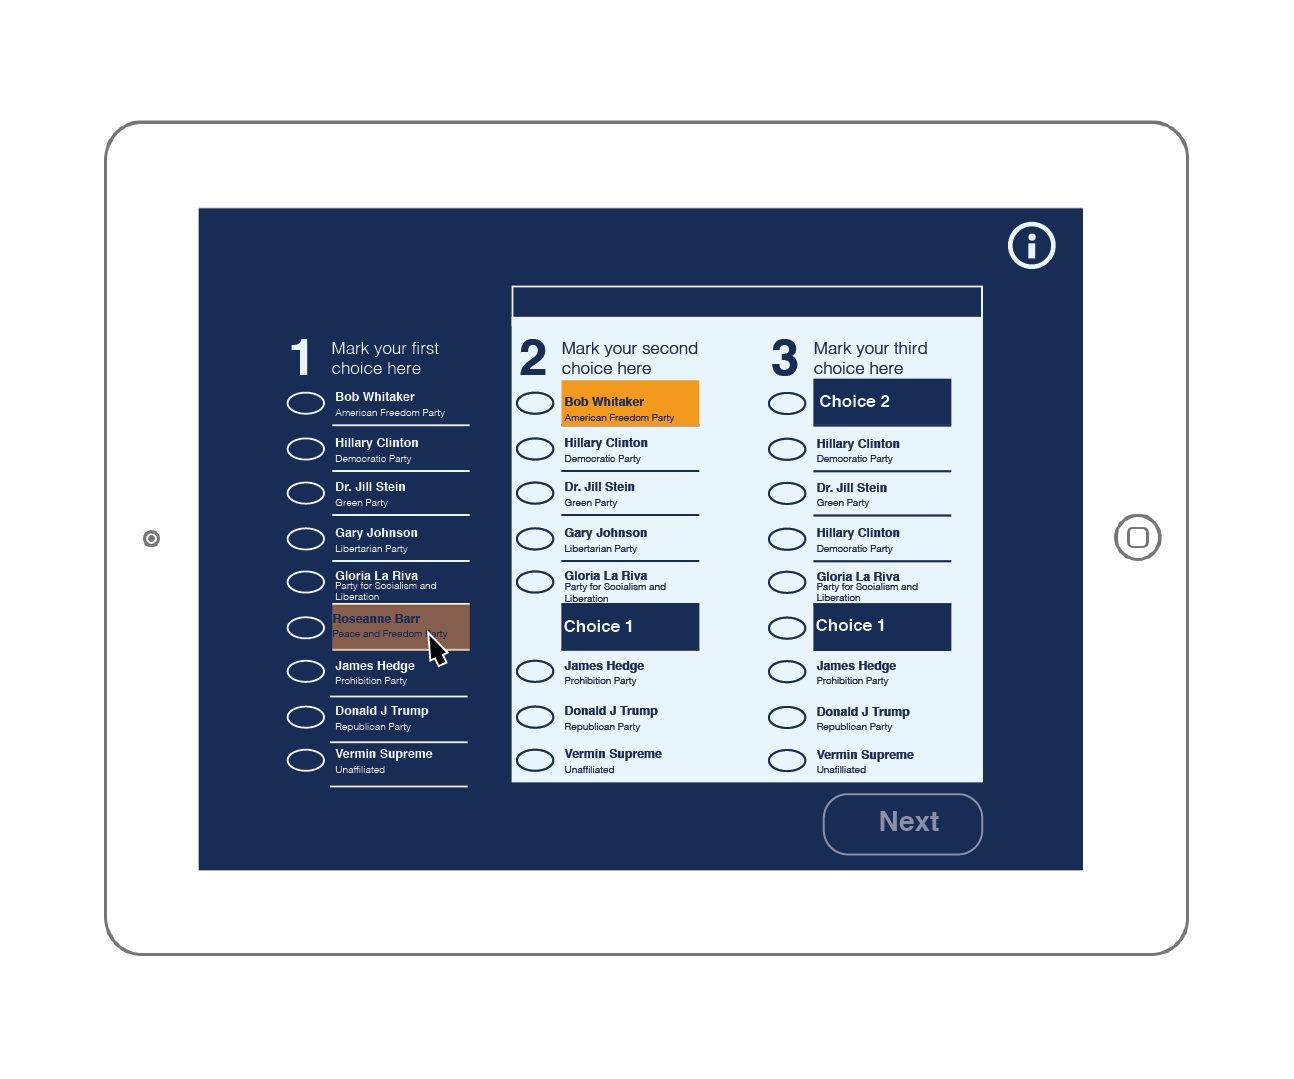 1 Mark your first
choice here
Bob Whitaker
American Freedom Party
Hillary Clinton
Democratio Party
Dr. Jill Stein
Green Party
Gary Johnson
Libertarian Party
Gloria La Riva
Party for Socialism and
Liberation
Roseanne Barr
Peace and Freedom Party
James Hedge
Prohibition Party
Donald J Trump
Republican Party
Vermin Supreme
Unaffiliated
2 Mark your second
choice here
Bob Whitaker
American Freedom Party
Hillary Clinton
Democratio Party
Dr. Jill Stein
Green Party
Gary Johnson
Libertarian Party
Gloria La Riva
Party for Socialism and
Liberation
Choice 1
James Hedge
Prohibition Party
Donald J Trump
Republican Party
Vermin Supreme
Unaffiliated
3 Mark your third
choice here
Choice 2
Hillary Clinton
Democratio Party
Dr. Jill Stein
Green Party
Hillary Clinton
Democratio Party
Gloria La Riva
Party for Socialism and
Liberation
Choice 1
James Hedge
Prohibition Party
Donald J Trump
Republican Party
Vermin Supreme
Unafilliated
Next